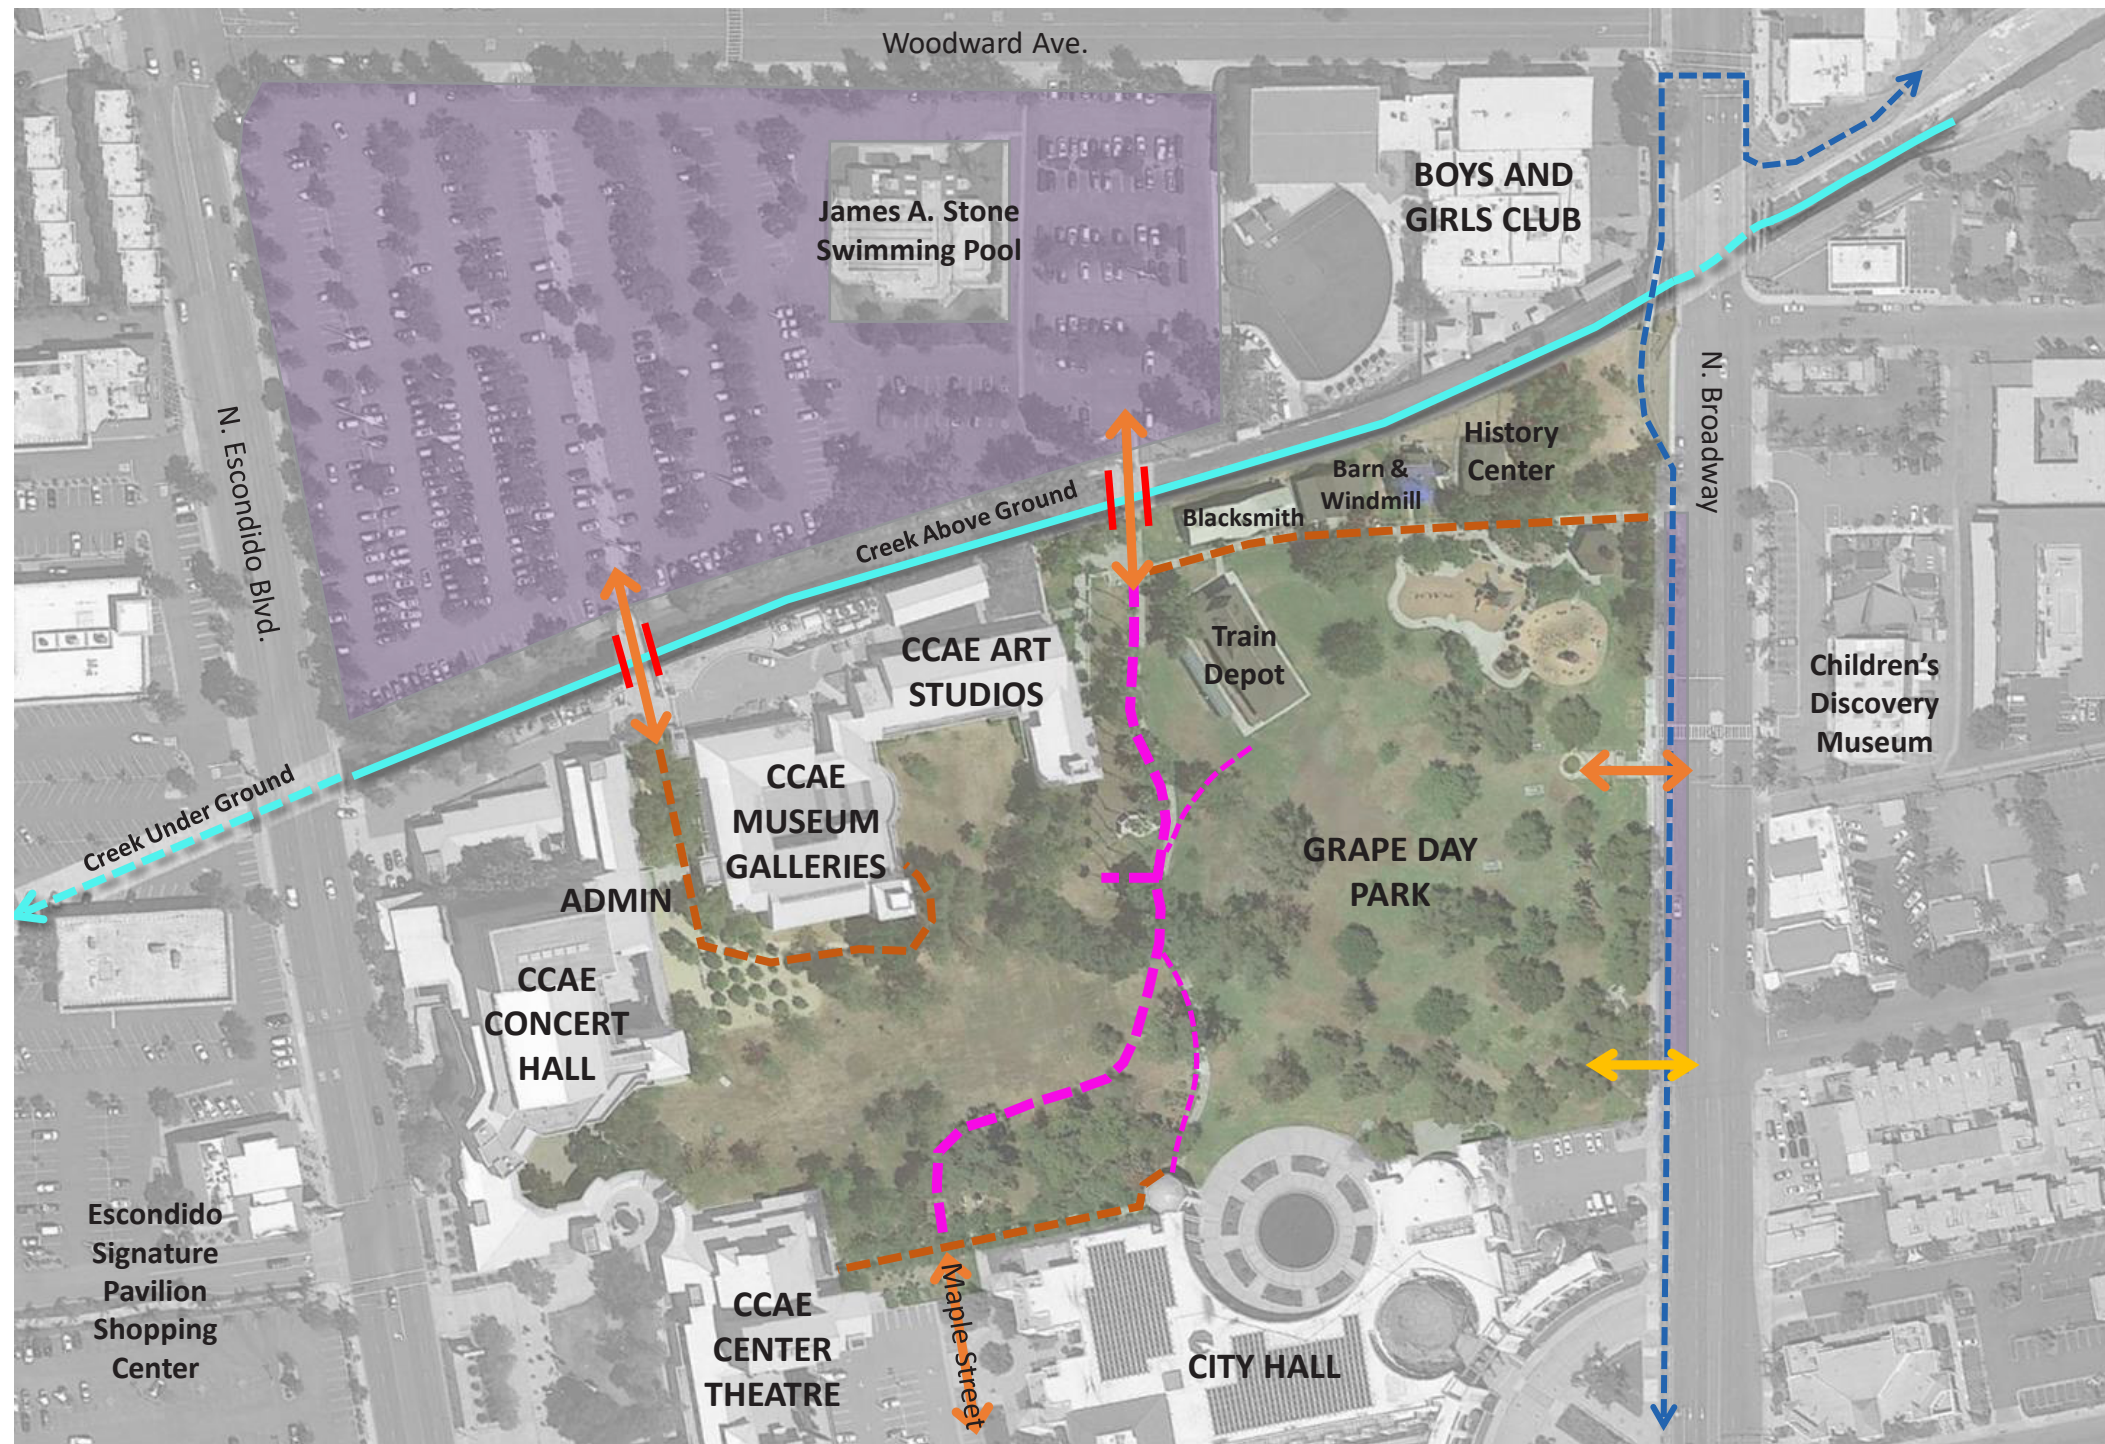 Woodward Ave.
James A. Stone
Swimming Pool
BOYS AND
GIRLS CLUB
N. Escondido Blvd.
N. Broadway
History
Center
Barn &
Windmill
Blacksmith
Creek Above Ground
Train
Depot
CCAE ART
STUDIOS
Children's
Discovery
Museum
CCAE
MUSEUM
GALLERIES
Creek Under Ground
GRAPE DAY
PARK
ADMIN
CCAE
CONCERT
HALL
Escondido
Signature
Pavilion
Shopping
Center
CCAE
CENTER
THEATRE
Maple Street
CITY HALL